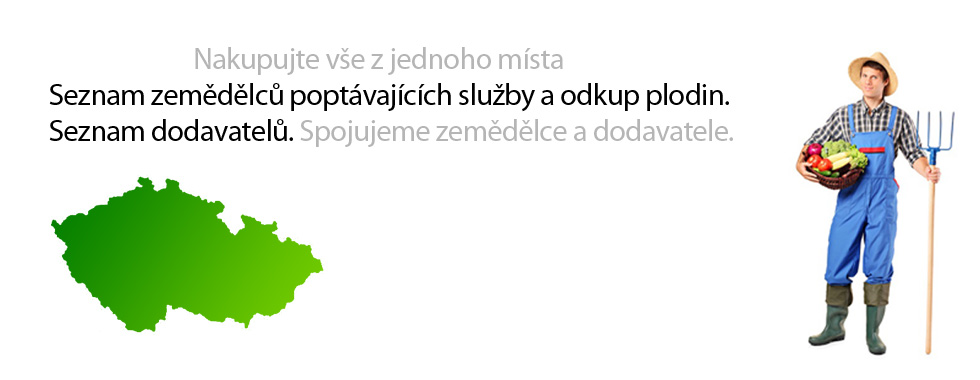 Nakupujte vše z jednoho místa
Seznam zemědělců poptávajících služby a odkup plodin.
Seznam dodavatelů. Spojujeme zemědělce a dodavatele.